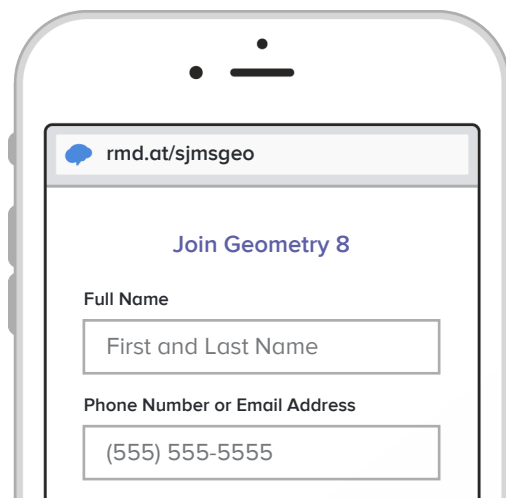 rmd.at/sjmsgeo
Join Geometry 8
Full Name
First and Last Name
Phone Number or Email Address
(555) 555-5555